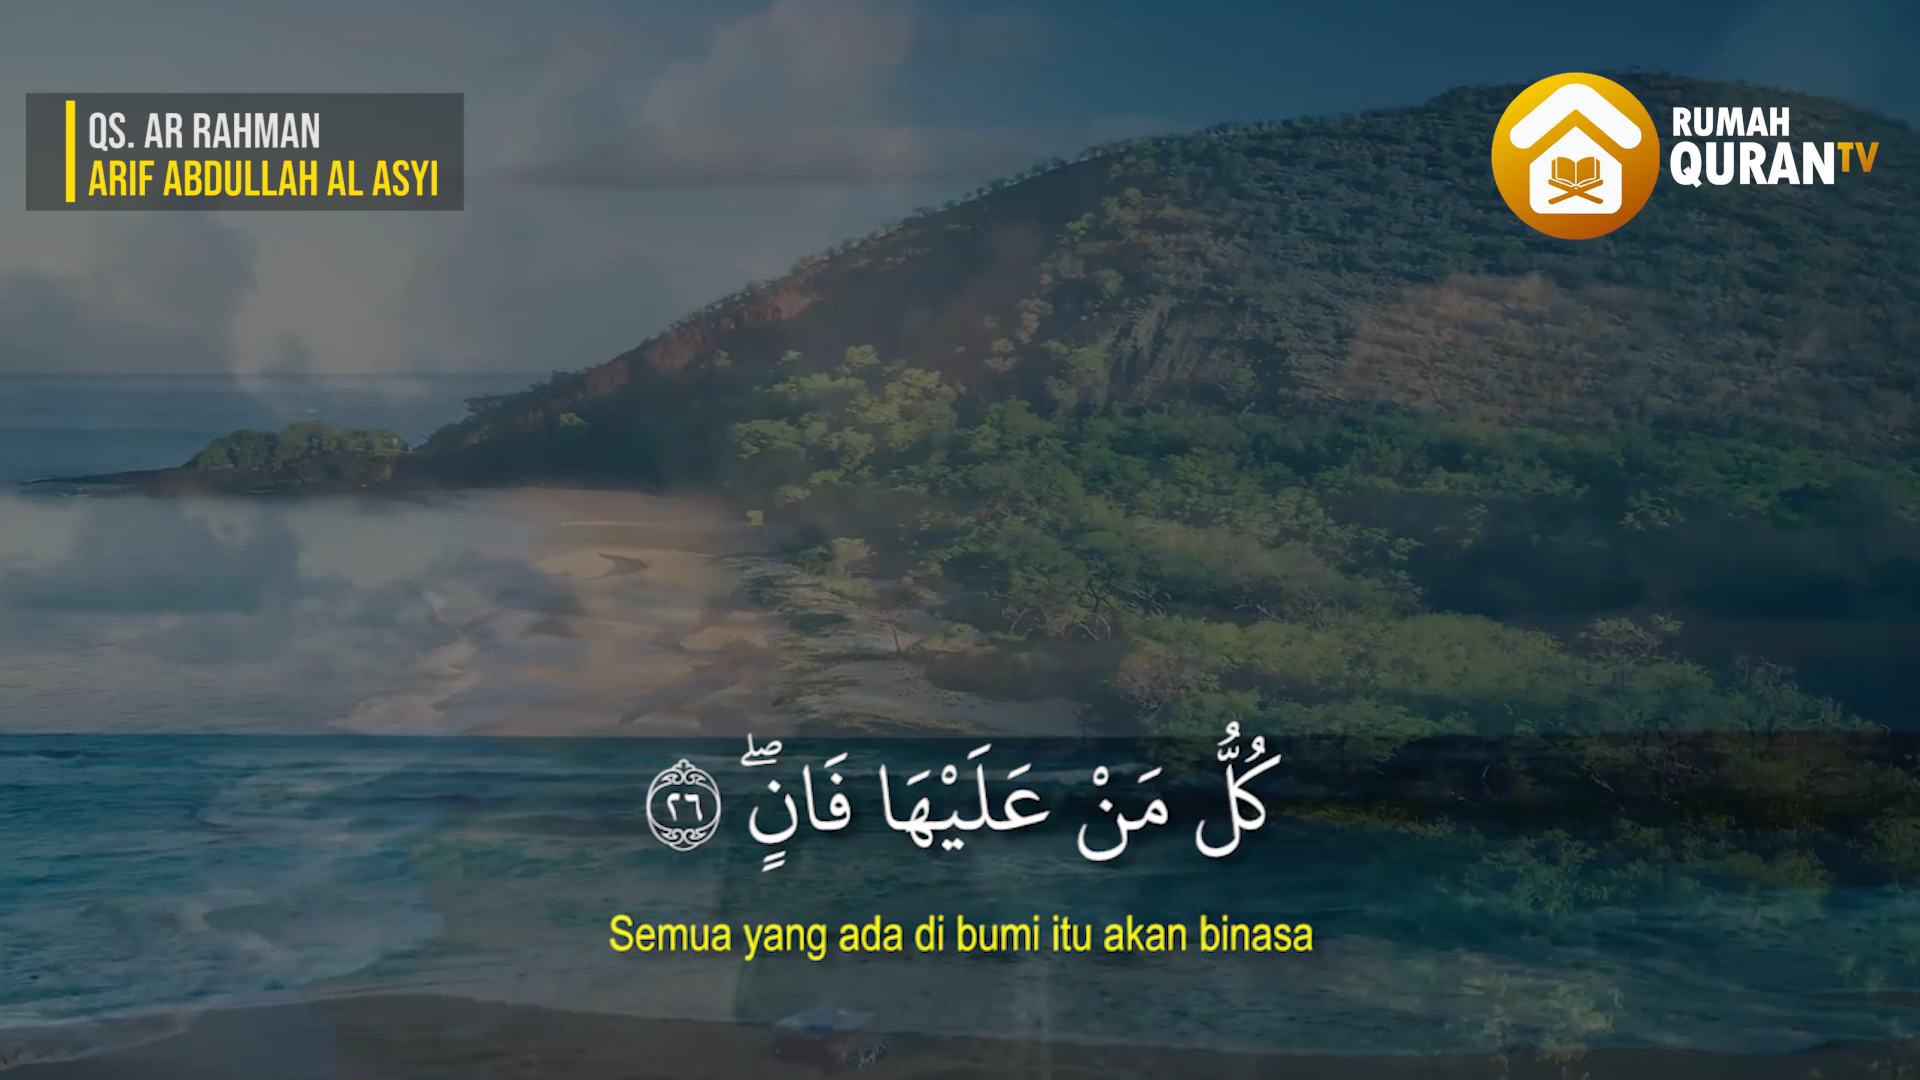 QS. AR RAHMAN
ARIF ABDULLAH AL ASYI
RUMAH
QURANTV
كُلُّ مَنْ عَلَيْهَا فَانٍۖ ٢٦
Semua yang ada di bumi itu akan binasa